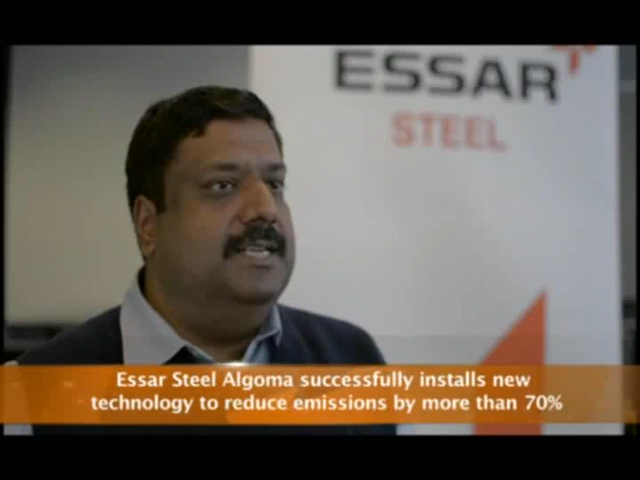 ESSAR
STEEL
Essar Steel Algoma successfully installs new
technology to reduce emissions by more than 70%